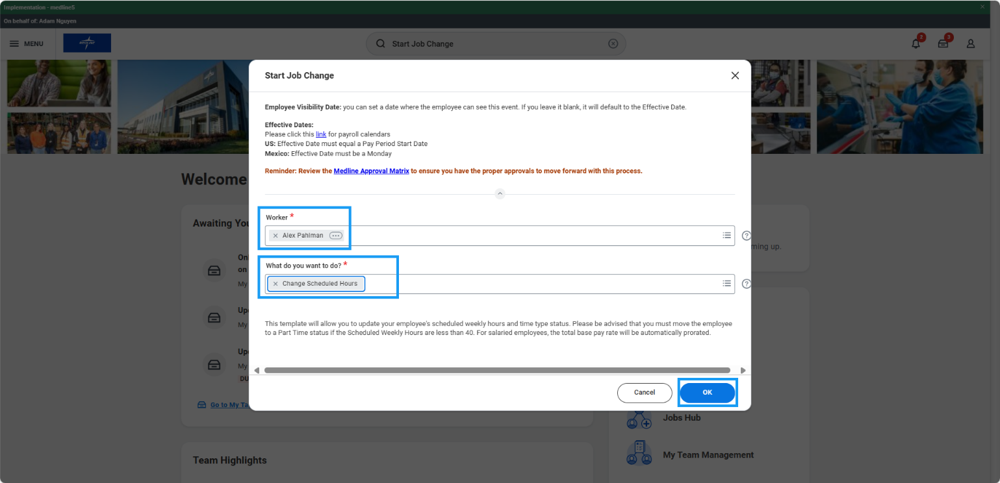 Implementation - medline5
On behalf of: Adam Nguyen
MENU
MEDLINE
Start Job Change
2
3
Start Job Change
Employee Visibility Date: you can set a date where the employee can see this event. If you leave it blank, it will default to the Effective Date.
Effective Dates:
Please click this link for payroll calendars
US: Effective Date must equal a Pay Period Start Date
Mexico: Effective Date must be a Monday
Reminder: Review the Medline Approval Matrix to ensure you have the proper approvals to move forward with this process.
Welcome
Awaiting You
Worker *
Alex Pahlman
ming up.
On
on
My
What do you want to do? *
Change Scheduled Hours
Up
My
This template will allow you to update your employee's scheduled weekly hours and time type status. Please be advised that you must move the employee
to a Part Time status if the Scheduled Weekly Hours are less than 40. For salaried employees, the total base pay rate will be automatically prorated.
Up
My
DU
Cancel
OK
Go to My Ta
Jobs Hub
My Team Management
Team Highlights